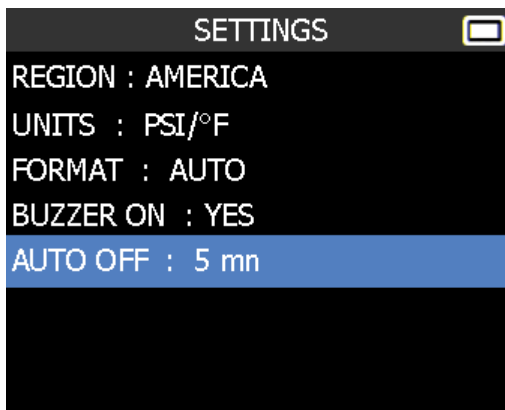 SETTINGS
REGION : AMERICA
UNITS : PSI/°F
FORMAT : AUTO
BUZZER ON : YES
AUTO OFF : 5 mn